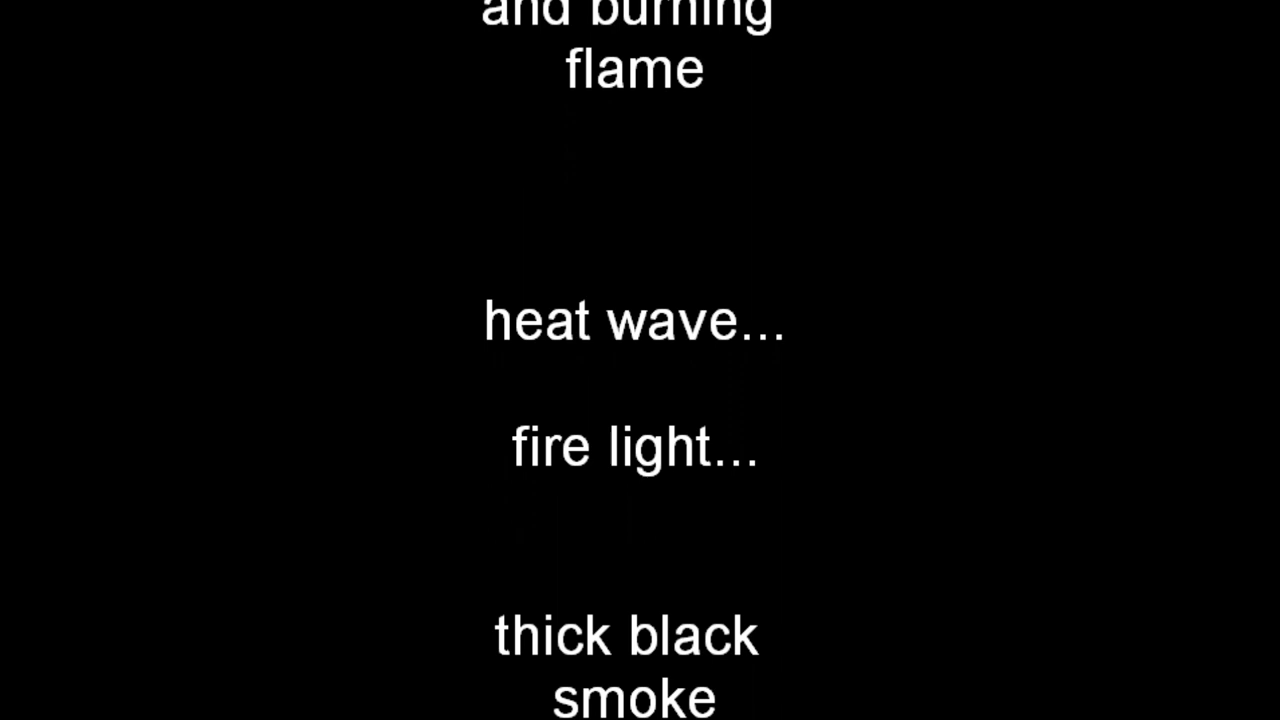 and burning
flame
heat wave...
fire light...
thick black
smoke